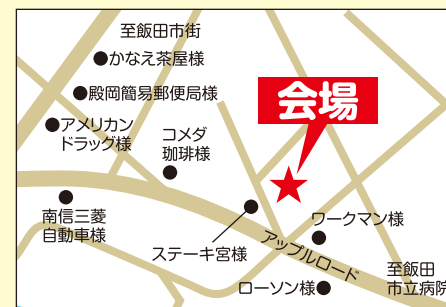 至飯田市街
かなえ茶屋様
殿岡簡易郵便局様
アメリカン
ドラッグ様
コメダ
珈琲様
会場
南信三菱
自動車様
ステーキ宮様
ワークマン様
アップルロード
ローソン様
至飯田
市立病院